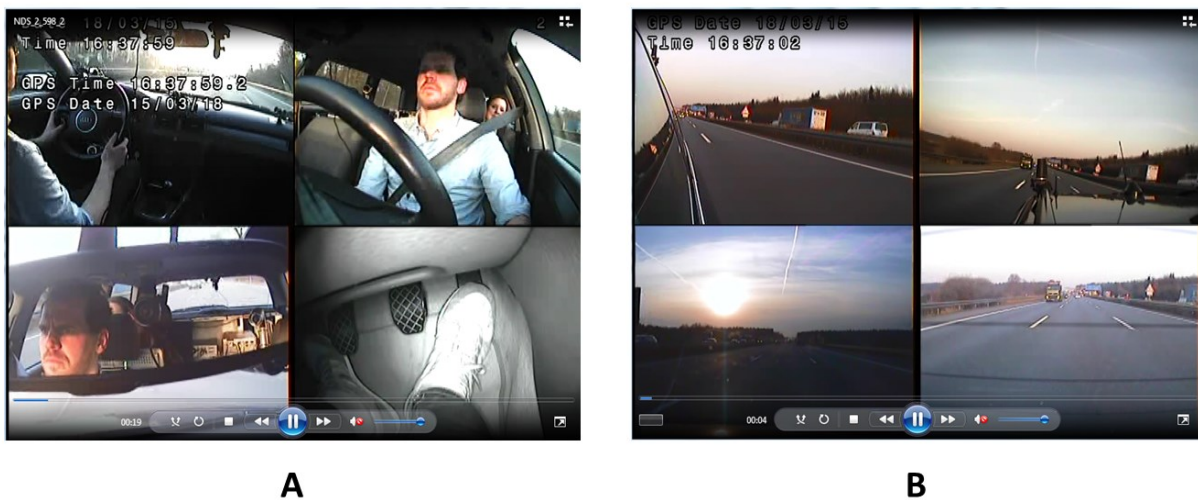 NDS_2_598_2
18/03/15 2
Time 16:37:59
GPS Time 16:37:59.2
GPS Date 15/03/18
00:19
GPS Date 18/03/15
Time 16:37:02
00:04
A
B